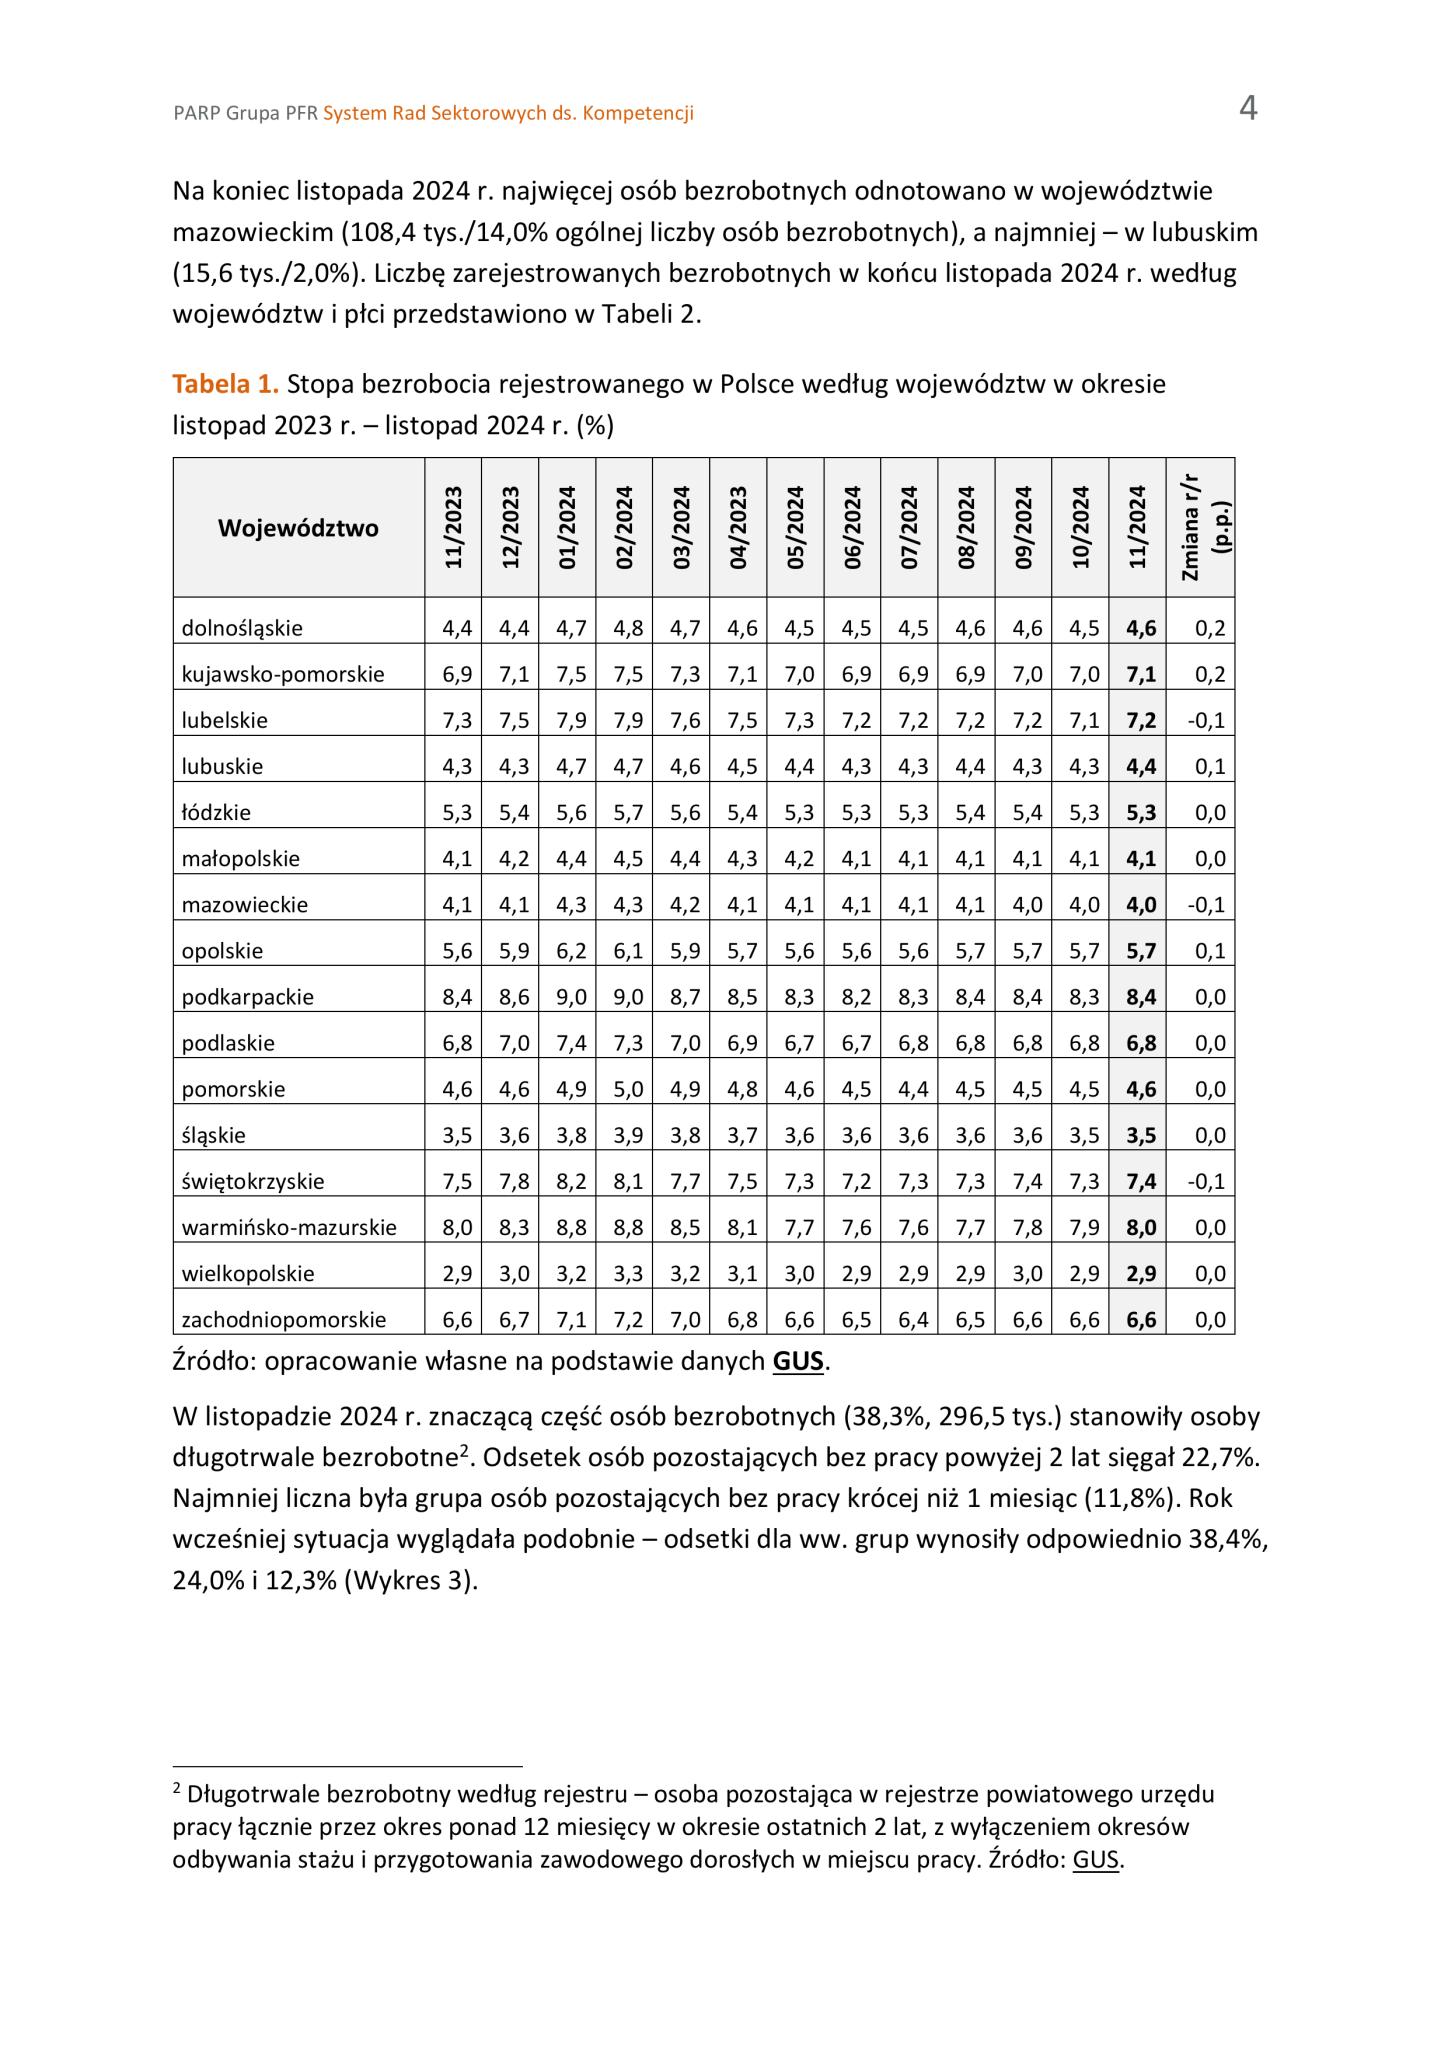 PARP Grupa PFR System Rad Sektorowych ds. Kompetencji 4
Na koniec listopada 2024 r. najwięcej osób bezrobotnych odnotowano w województwie
mazowieckim (108,4 tys./14,0% ogólnej liczby osób bezrobotnych), a najmniej – w lubuskim
(15,6 tys./2,0%). Liczbę zarejestrowanych bezrobotnych w końcu listopada 2024 r. według
województw i płci przedstawiono w Tabeli 2.
Tabela 1. Stopa bezrobocia rejestrowanego w Polsce według województw w okresie
listopad 2023 r. – listopad 2024 r. (%)
Województwo 11/2023 12/2023 01/2024 02/2024 03/2024 04/2023 05/2024 06/2024 07/2024 08/2024 09/2024 10/2024 11/2024 Zmiana r/r (p.p.)
dolnośląskie 4,4 4,4 4,7 4,8 4,7 4,6 4,5 4,5 4,5 4,6 4,6 4,5 4,6 0,2
kujawsko-pomorskie 6,9 7,1 7,5 7,5 7,3 7,1 7,0 6,9 6,9 6,9 7,0 7,0 7,1 0,2
lubelskie 7,3 7,5 7,9 7,9 7,6 7,5 7,3 7,2 7,2 7,2 7,2 7,1 7,2 -0,1
lubuskie 4,3 4,3 4,7 4,7 4,6 4,5 4,4 4,3 4,3 4,4 4,3 4,3 4,4 0,1
łódzkie 5,3 5,4 5,6 5,7 5,6 5,4 5,3 5,3 5,3 5,4 5,4 5,3 5,3 0,0
małopolskie 4,1 4,2 4,4 4,5 4,4 4,3 4,2 4,1 4,1 4,1 4,1 4,1 4,1 0,0
mazowieckie 4,1 4,1 4,3 4,3 4,2 4,1 4,1 4,1 4,1 4,1 4,0 4,0 4,0 -0,1
opolskie 5,6 5,9 6,2 6,1 5,9 5,7 5,6 5,6 5,6 5,7 5,7 5,7 5,7 0,1
podkarpackie 8,4 8,6 9,0 9,0 8,7 8,5 8,3 8,2 8,3 8,4 8,4 8,3 8,4 0,0
podlaskie 6,8 7,0 7,4 7,3 7,0 6,9 6,7 6,7 6,8 6,8 6,8 6,8 6,8 0,0
pomorskie 4,6 4,6 4,9 5,0 4,9 4,8 4,6 4,5 4,4 4,5 4,5 4,5 4,6 0,0
śląskie 3,5 3,6 3,8 3,9 3,8 3,7 3,6 3,6 3,6 3,6 3,6 3,5 3,5 0,0
świętokrzyskie 7,5 7,8 8,2 8,1 7,7 7,5 7,3 7,2 7,3 7,3 7,4 7,3 7,4 -0,1
warmińsko-mazurskie 8,0 8,3 8,8 8,8 8,5 8,1 7,7 7,6 7,6 7,7 7,8 7,9 8,0 0,0
wielkopolskie 2,9 3,0 3,2 3,3 3,2 3,1 3,0 2,9 2,9 2,9 3,0 2,9 2,9 0,0
zachodniopomorskie 6,6 6,7 7,1 7,2 7,0 6,8 6,6 6,5 6,4 6,5 6,6 6,6 6,6 0,0
Źródło: opracowanie własne na podstawie danych GUS.
W listopadzie 2024 r. znaczącą część osób bezrobotnych (38,3%, 296,5 tys.) stanowiły osoby
długotrwale bezrobotne². Odsetek osób pozostających bez pracy powyżej 2 lat sięgał 22,7%.
Najmniej liczna była grupa osób pozostających bez pracy krócej niż 1 miesiąc (11,8%). Rok
wcześniej sytuacja wyglądała podobnie – odsetki dla ww. grup wynosiły odpowiednio 38,4%,
24,0% i 12,3% (Wykres 3).
² Długotrwale bezrobotny według rejestru – osoba pozostająca w rejestrze powiatowego urzędu
pracy łącznie przez okres ponad 12 miesięcy w okresie ostatnich 2 lat, z wyłączeniem okresów
odbywania stażu i przygotowania zawodowego dorosłych w miejscu pracy. Źródło: GUS.